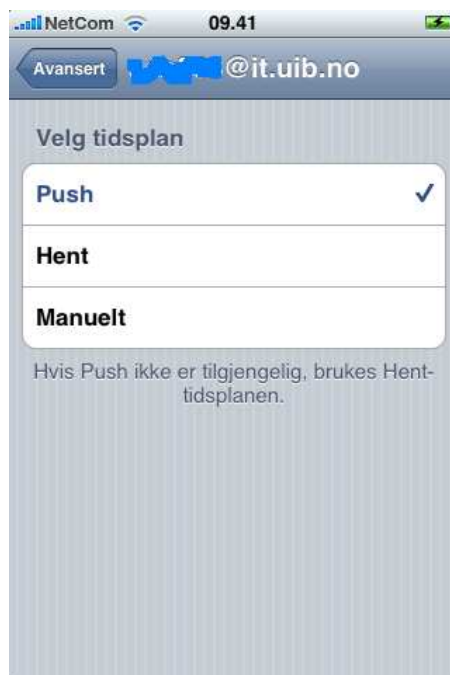 NetCom 09.41
Avansert @it.uib.no
Velg tidsplan
Push
Hent
Manuelt
Hvis Push ikke er tilgjengelig, brukes Hent-
tidsplanen.